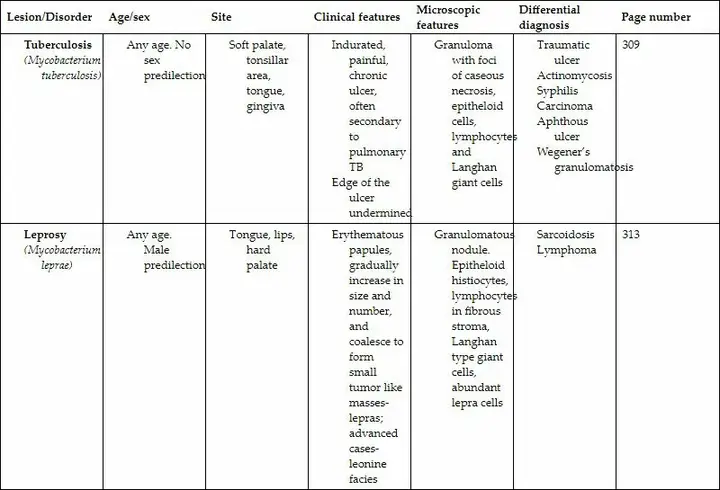 Lesion/Disorder
Age/sex
Site
Clinical features
Microscopic
features
Differential
diagnosis
Page number
Tuberculosis
(Mycobacterium
tuberculosis)
Any age. No
sex
predilection
Soft palate,
tonsillar
area,
tongue,
gingiva
Indurated,
painful,
chronic
ulcer,
often
secondary
to
pulmonary
TB
Edge of the
ulcer
undermined
Granuloma
with foci
of caseous
necrosis,
epitheloid
cells,
lymphocytes
and
Langhan
giant cells
Traumatic
ulcer
Actinomycosis
Syphilis
Carcinoma
Aphthous
ulcer
Wegener's
granulomatosis
309
Leprosy
(Mycobacterium
leprae)
Any age.
Male
predilection
Tongue, lips,
hard
palate
Erythematous
papules,
gradually
increase in
size and
number,
and
coalesce to
form
small
tumor like
masses-
lepras;
advanced
cases-
leonine
facies
Granulomatous
nodule.
Epitheloid
histiocytes,
lymphocytes
in fibrous
stroma,
Langhan
type giant
cells,
abundant
lepra cells
Sarcoidosis
Lymphoma
313